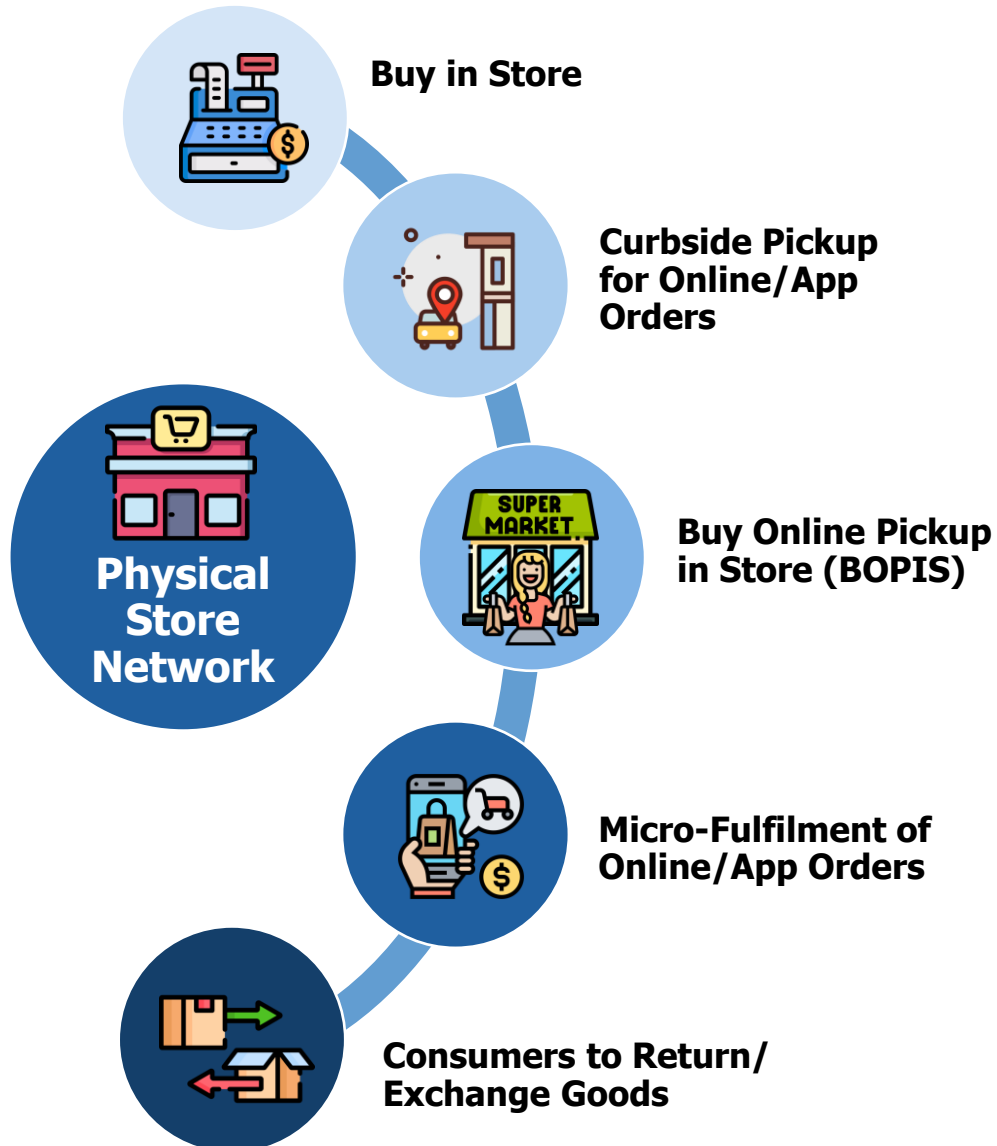 Buy in Store
$
Curbside Pickup
for Online/App
Orders
Physical
Store
Network
SUPER
MARKET
Buy Online Pickup
in Store (BOPIS)
Micro-Fulfilment of
Online/App Orders
$
Consumers to Return/
Exchange Goods